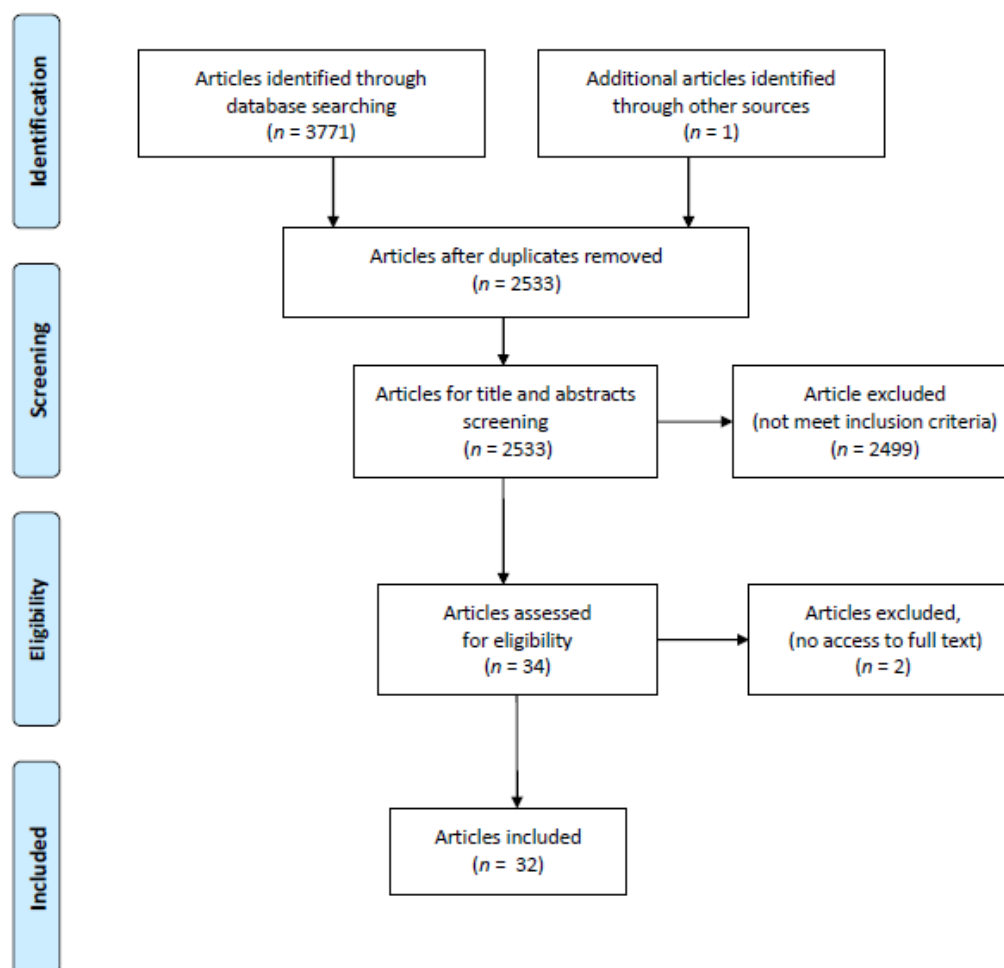 Identification
Articles identified through
database searching
(n = 3771)
Additional articles identified
through other sources
(n = 1)
Articles after duplicates removed
(n = 2533)
Screening
Articles for title and abstracts
screening
(n = 2533)
Article excluded
(not meet inclusion criteria)
(n = 2499)
Eligibility
Articles assessed
for eligibility
(n = 34)
Articles excluded,
(no access to full text)
(n = 2)
Included
Articles included
(n = 32)